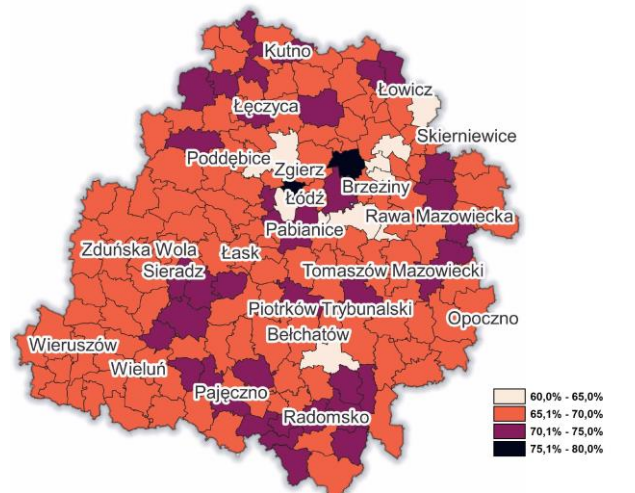 Kutno
Łowicz
Łęczyca
Skierniewice
Poddębice
Zgierz
Brzeziny
Łódź
Rawa Mazowiecka
Pabianice
Zduńska Wola
Łask
Sieradz
Tomaszów Mazowiecki
Piotrków Trybunalski
Opoczno
Bełchatów
Wieruszów
Wieluń
Pajęczno
Radomsko
60,0% - 65,0%
65,1% - 70,0%
70,1% - 75,0%
75,1% - 80,0%